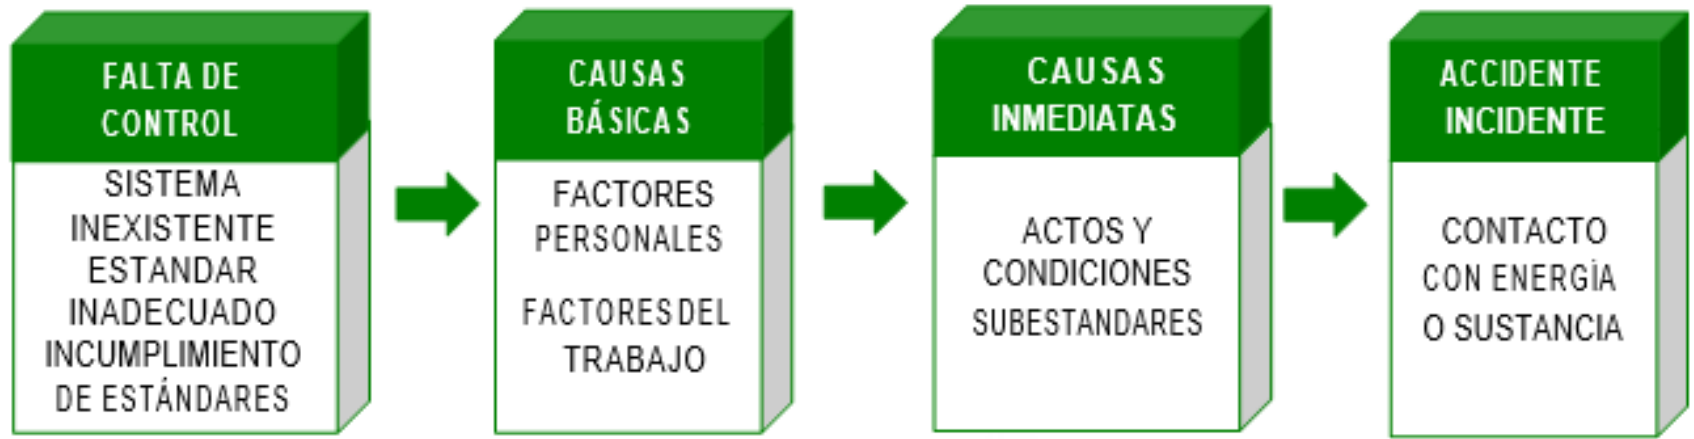 FALTA DE
CONTROL
SISTEMA
INEXISTENTE
ESTANDAR
INADECUADO
INCUMPLIMIENTO
DE ESTÁNDARES
CAUSAS
BÁSICAS
FACTORES
PERSONALES
FACTORES DEL
TRABAJO
CAUSAS
INMEDIATAS
ACTOS Y
CONDICIONES
SUBESTANDARES
ACCIDENTE
INCIDENTE
CONTACTO
CON ENERGÍA
O SUSTANCIA